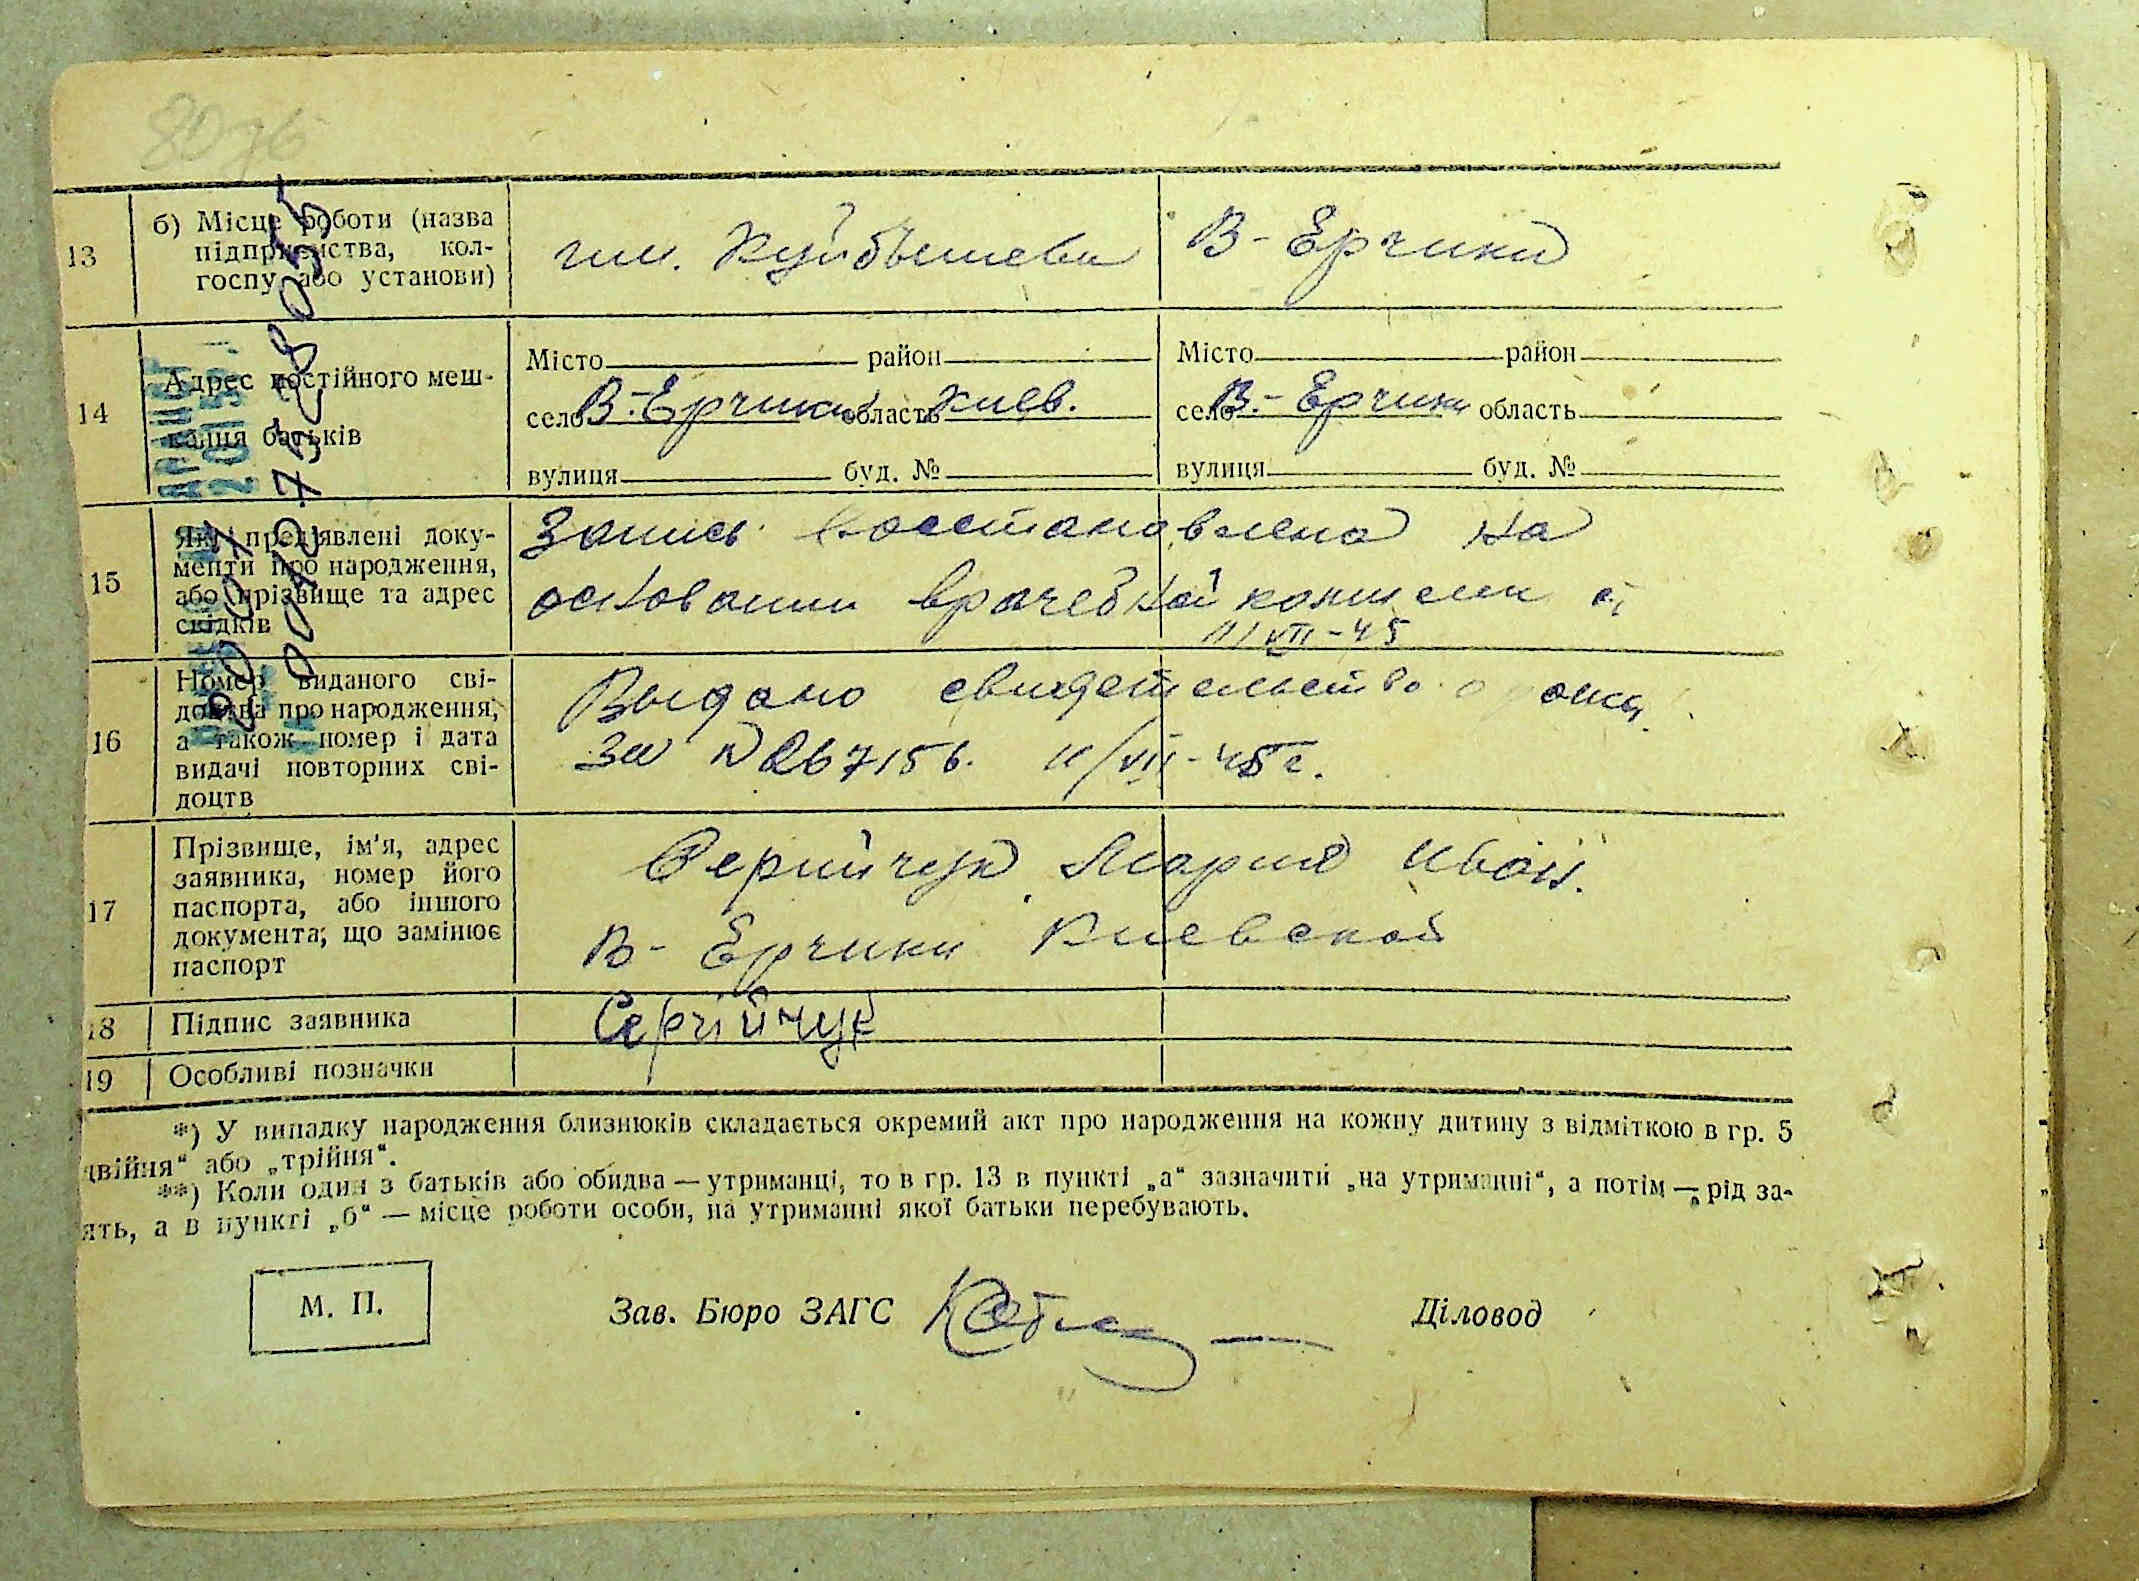 13
б) Місце роботи (назва
підприємства, кол-
госпу або установи)
им. Куйбышева
В-Ерчики
14
Адрес постійного меш-
кання батьків
Місто район
село В-Ерчики область Киев.
вулиця буд. №
Місто район
село В.-Ерчики область
вулиця буд. №
15
Які пред'явлені доку-
менти про народження,
або прізвище та адрес
свідків
Запись восстановлена на
основании врачебной комисии от
11/VII-45
16
Номер виданого сві-
доцтва про народження,
а також номер і дата
видачі повторних сві-
доцтв
Выдано свидетельство о
за № 267156. 11/VII-45г.
17
Прізвище, ім'я, адрес
заявника, номер його
паспорта, або іншого
документа, що замінює
паспорт
Сергийчук Мария Иван.
В-Ерчики Киевской
18
Підпис заявника
Сергійчук
19
Особливі позначки
*) У випадку народження близнюків складається окремий акт про народження на кожну дитину з відміткою в гр. 5
двійня“ або „трійня“.
**) Коли один з батьків або обидва — утриманці, то в гр. 13 в пункті „а“ зазначити „на утриманні“, а потім — рід за-
ять, а в пункті „б“ — місце роботи особи, на утриманні якої батьки перебувають.
М. П.
Зав. Бюро ЗАГС
Діловод